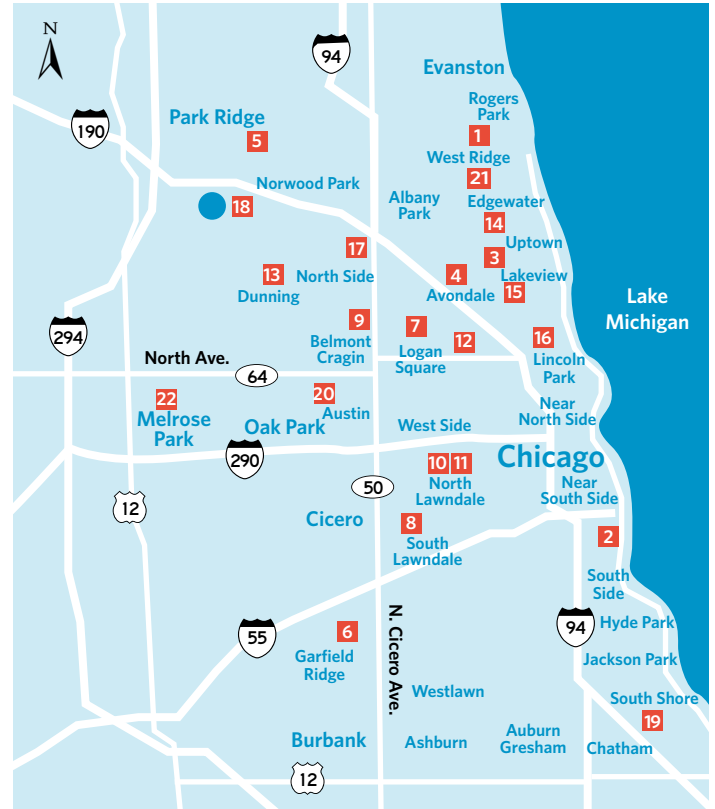 N
94
Evanston
Rogers
Park
190
Park Ridge
5
1
West Ridge
21
Norwood Park
Albany
Park
Edgewater
18
14
Uptown
17
3
13
North Side
4
Lakeview
Dunning
Avondale
15
Lake
Michigan
9
7
294
Belmont
Cragin
12
16
Logan
Square
North Ave.
Lincoln
Park
64
22
20
Austin
Near
North Side
Melrose
Park
Oak Park
West Side
290
Chicago
10
11
North
Lawndale
50
Near
South Side
12
Cicero
8
South
Lawndale
2
South
Side
N. Cicero Ave.
55
6
94
Hyde Park
Garfield
Ridge
Jackson Park
Westlawn
South Shore
19
Burbank
Ashburn
Auburn
Gresham
Chatham
12